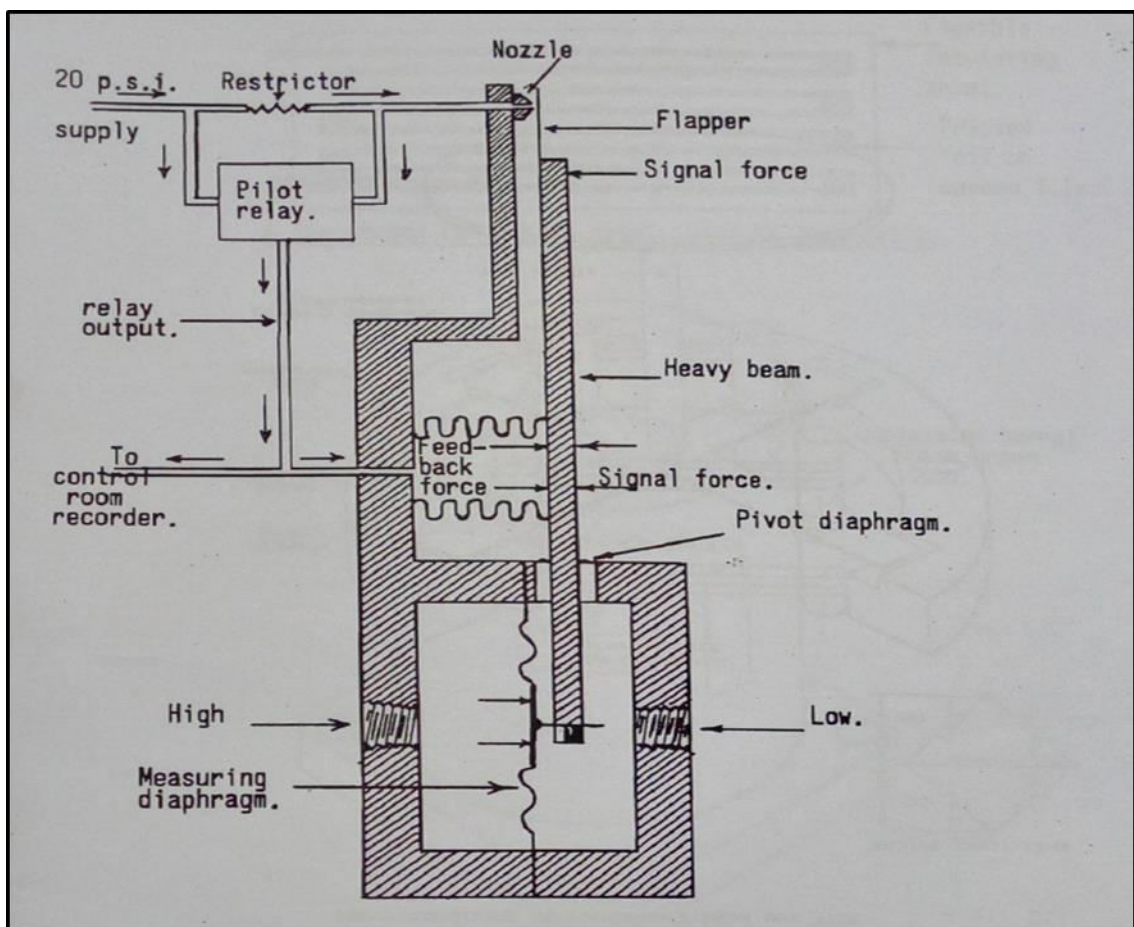 Nozzle
20 p.s.i.
Restrictor
supply
Flapper
Signal force
Pilot
relay.
relay
output.
Heavy beam.
Feed
back
force
Signal force.
To
control
room
recorder.
Pivot diaphragm.
High
Low.
Measuring
diaphragm.